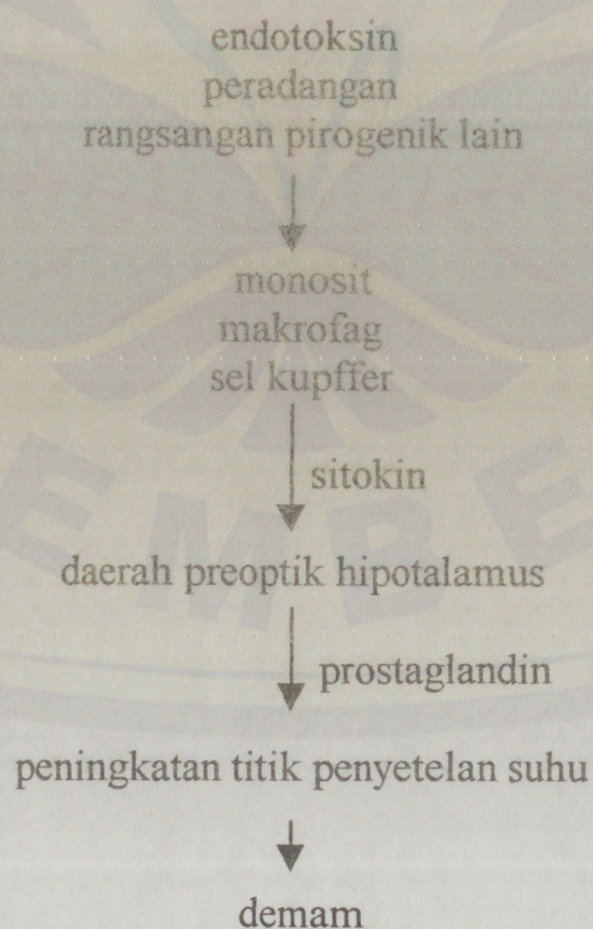 endotoksin
peradangan
rangsangan pirogenik lain
monosit
makrofag
sel kupffer
sitokin
daerah preoptik hipotalamus
prostaglandin
peningkatan titik penyetelan suhu
demam